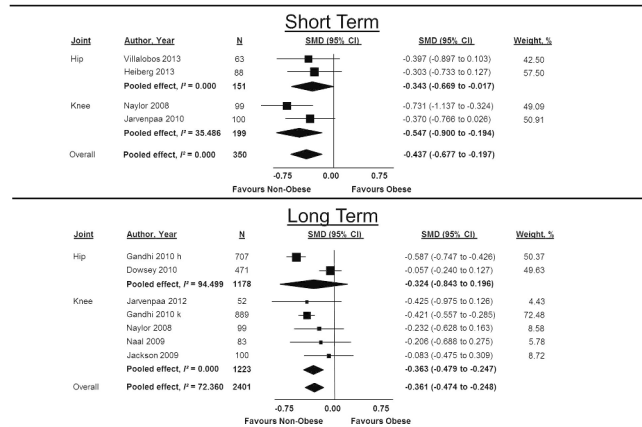 Short Term
Joint Author, Year N SMD (95% CI) Weight, %
Hip Villalobos 2013 63 -0.397 (-0.897 to 0.103) 42.50
Heiberg 2013 88 -0.303 (-0.733 to 0.127) 57.50
Pooled effect, I² = 0.000 151 -0.343 (-0.669 to -0.017)
Knee Naylor 2008 99 -0.731 (-1.137 to -0.324) 49.09
Jarvenpaa 2010 100 -0.370 (-0.766 to 0.026) 50.91
Pooled effect, I² = 35.486 199 -0.547 (-0.900 to -0.194)
Overall Pooled effect, I² = 0.000 350 -0.437 (-0.677 to -0.197)
-0.75 0.00 0.75
Favours Non-Obese Favours Obese
Long Term
Joint Author, Year N SMD (95% CI) Weight, %
Hip Gandhi 2010 h 707 -0.587 (-0.747 to -0.426) 50.37
Dowsey 2010 471 -0.057 (-0.240 to 0.127) 49.63
Pooled effect, I² = 94.499 1178 -0.324 (-0.843 to 0.196)
Knee Jarvenpaa 2012 52 -0.425 (-0.975 to 0.126) 4.43
Gandhi 2010 k 889 -0.421 (-0.557 to -0.285) 72.48
Naylor 2008 99 -0.232 (-0.628 to 0.163) 8.58
Naal 2009 83 -0.206 (-0.688 to 0.275) 5.78
Jackson 2009 100 -0.083 (-0.475 to 0.309) 8.72
Pooled effect, I² = 0.000 1223 -0.363 (-0.479 to -0.247)
Overall Pooled effect, I² = 72.360 2401 -0.361 (-0.474 to -0.248)
-0.75 0.00 0.75
Favours Non-Obese Favours Obese